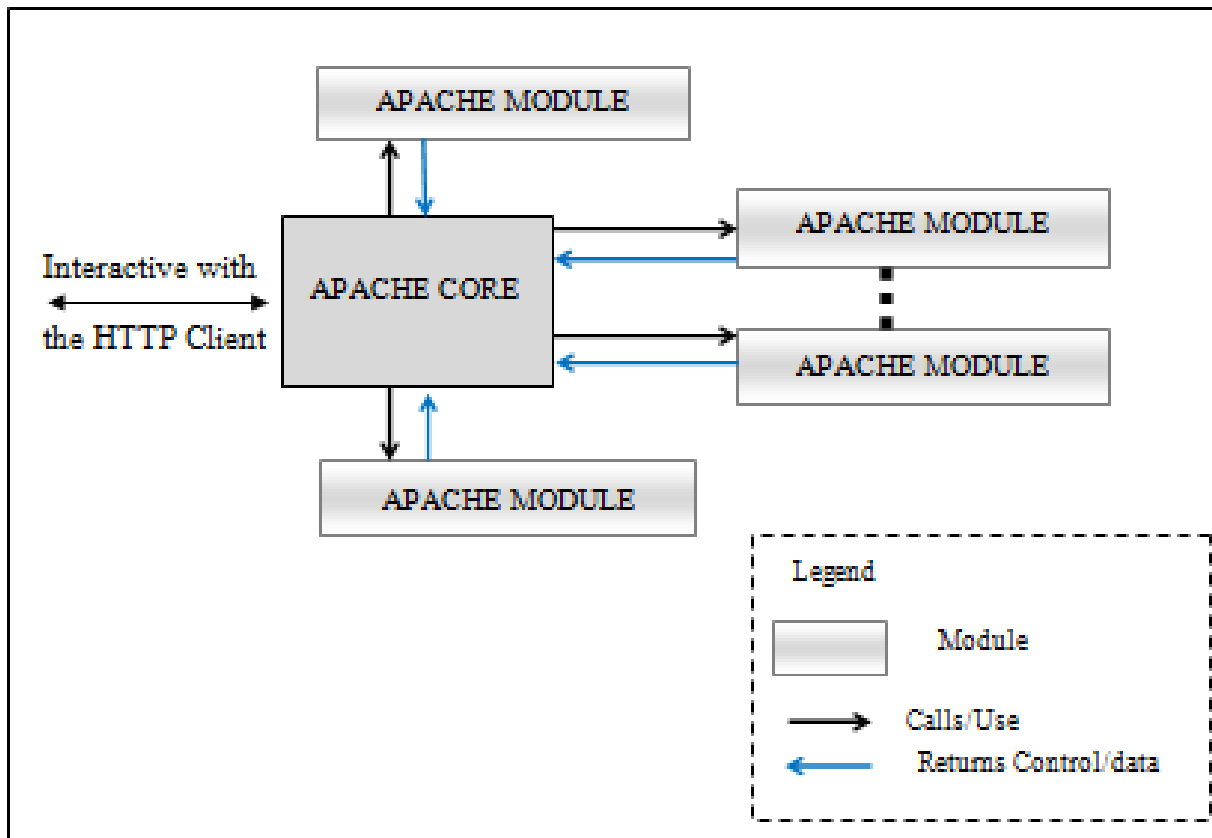 APACHE MODULE
APACHE MODULE
Interactive with
the HTTP Client
APACHE CORE
APACHE MODULE
APACHE MODULE
Legend
Module
Calls/Use
Returns Control/data